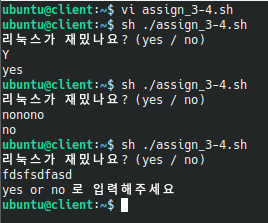 ubuntu@client:~$ vi assign_3-4.sh
ubuntu@client:~$ sh ./assign_3-4.sh
리눅스가 재밌나요? (yes / no)
Y
yes
ubuntu@client:~$ sh ./assign_3-4.sh
리눅스가 재밌나요? (yes / no)
nonono
no
ubuntu@client:~$ sh ./assign_3-4.sh
리눅스가 재밌나요? (yes / no)
fdsfsdfasd
yes or no 로 입력해주세요
ubuntu@client:~$